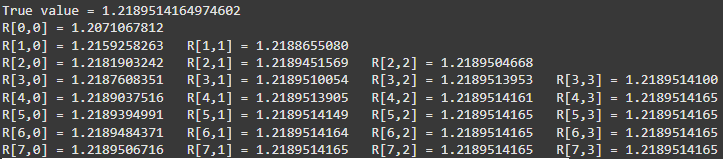 True value = 1.2189514164974602
R[0,0] = 1.2071067812
R[1,0] = 1.2159258263   R[1,1] = 1.2188655080
R[2,0] = 1.2181903242   R[2,1] = 1.2189451569   R[2,2] = 1.2189504668
R[3,0] = 1.2187608351   R[3,1] = 1.2189510054   R[3,2] = 1.2189513953   R[3,3] = 1.2189514100
R[4,0] = 1.2189037516   R[4,1] = 1.2189513905   R[4,2] = 1.2189514161   R[4,3] = 1.2189514165
R[5,0] = 1.2189394991   R[5,1] = 1.2189514149   R[5,2] = 1.2189514165   R[5,3] = 1.2189514165
R[6,0] = 1.2189484371   R[6,1] = 1.2189514164   R[6,2] = 1.2189514165   R[6,3] = 1.2189514165
R[7,0] = 1.2189506716   R[7,1] = 1.2189514165   R[7,2] = 1.2189514165   R[7,3] = 1.2189514165